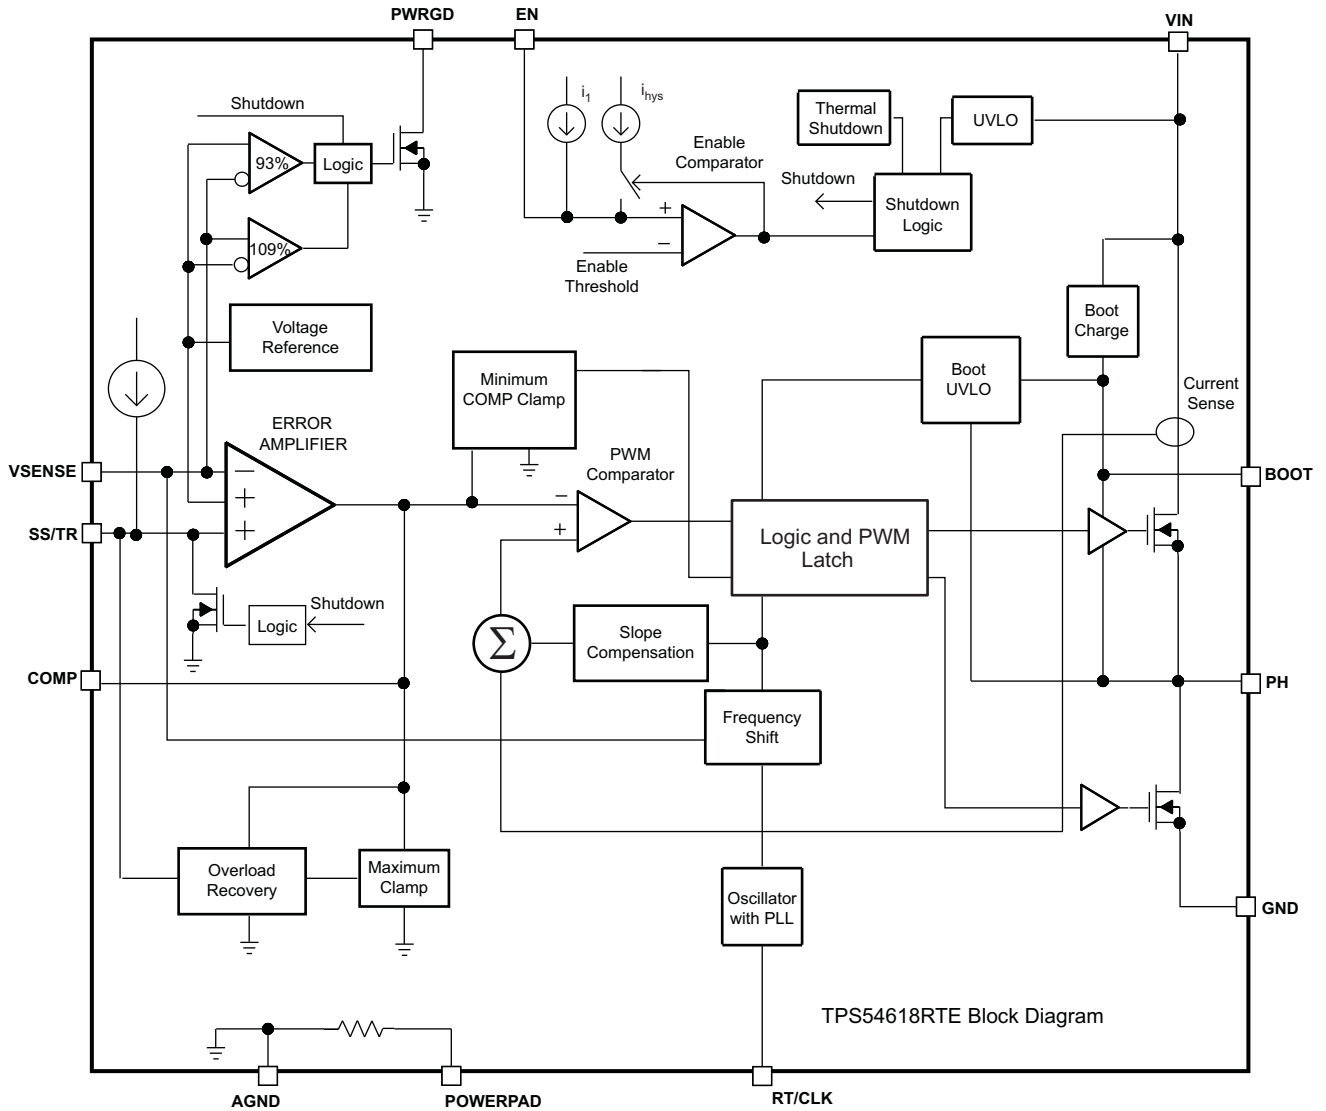 PWRGD
EN
VIN
i1
ihys
Shutdown
Thermal
Shutdown
UVLO
Enable
Comparator
93%
Logic
Shutdown
Shutdown
Logic
+
−
109%
Enable
Threshold
Voltage
Reference
Boot
Charge
Minimum
COMP Clamp
Boot
UVLO
Current
Sense
ERROR
AMPLIFIER
PWM
Comparator
VSENSE
−
+
+
BOOT
−
+
SS/TR
Logic and PWM
Latch
Shutdown
Logic
Σ
Slope
Compensation
COMP
PH
Frequency
Shift
Overload
Recovery
Maximum
Clamp
Oscillator
with PLL
GND
TPS54618RTE Block Diagram
AGND
POWERPAD
RT/CLK